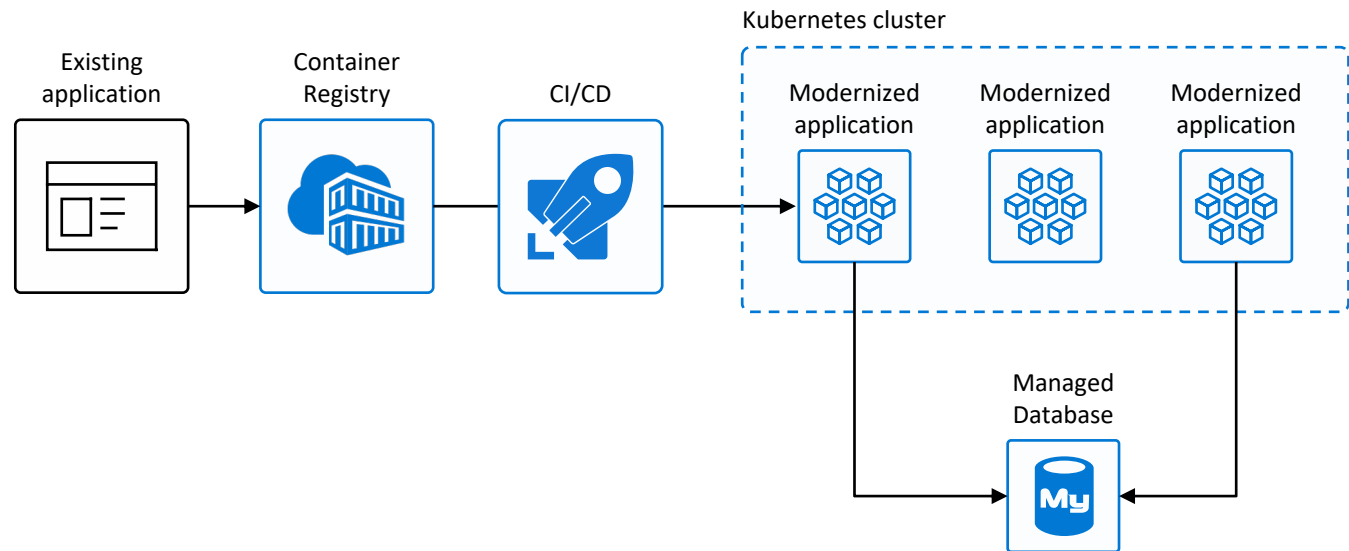 Kubernetes cluster
Existing
application
Container
Registry
CI/CD
Modernized
application
Modernized
application
Modernized
application
Managed
Database
My